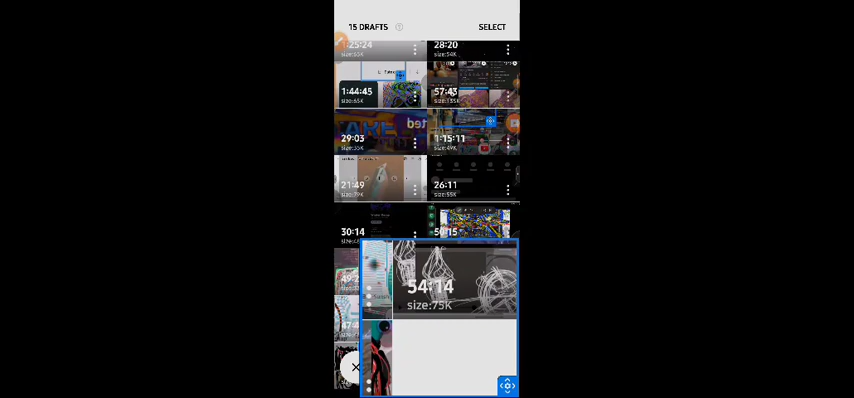 15 DRAFTS
SELECT
1:25:24
size:65K
28:20
size:54K
1:44:45
size:65K
57:43
size:135K
29:03
size:35K
1:15:11
size:49K
21:49
size:79K
26:11
size:55K
30:14
50:15
54:14
size:75K